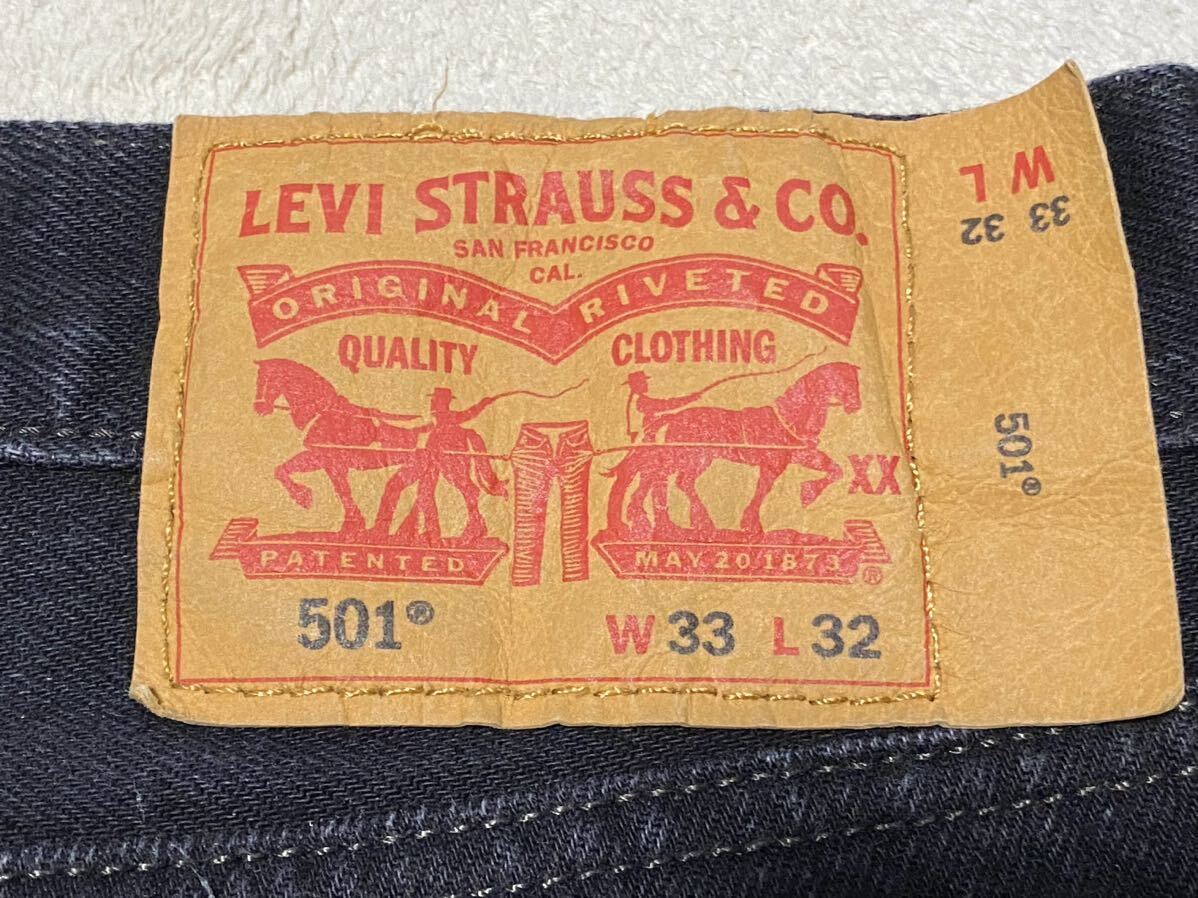 LEVI STRAUSS & CO.
SAN FRANCISCO
CAL.
ORIGINAL RIVETED
QUALITY CLOTHING
XX
PATENTED MAY 20 1873 ®
501® W 33 L 32
W L
33 32
501®